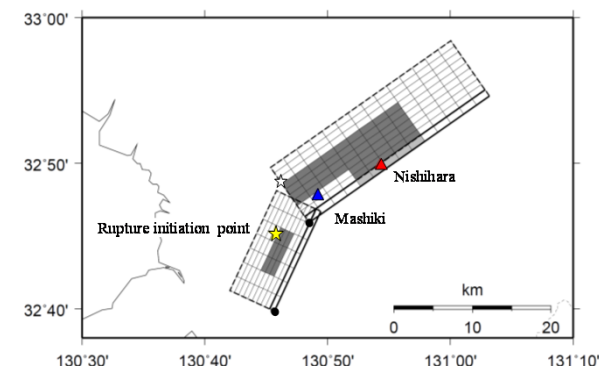 33°00'
32°50'
Nishihara
Mashiki
Rupture initiation point
km
32°40'
0 10 20
130°30' 130°40' 130°50' 131°00' 131°10'